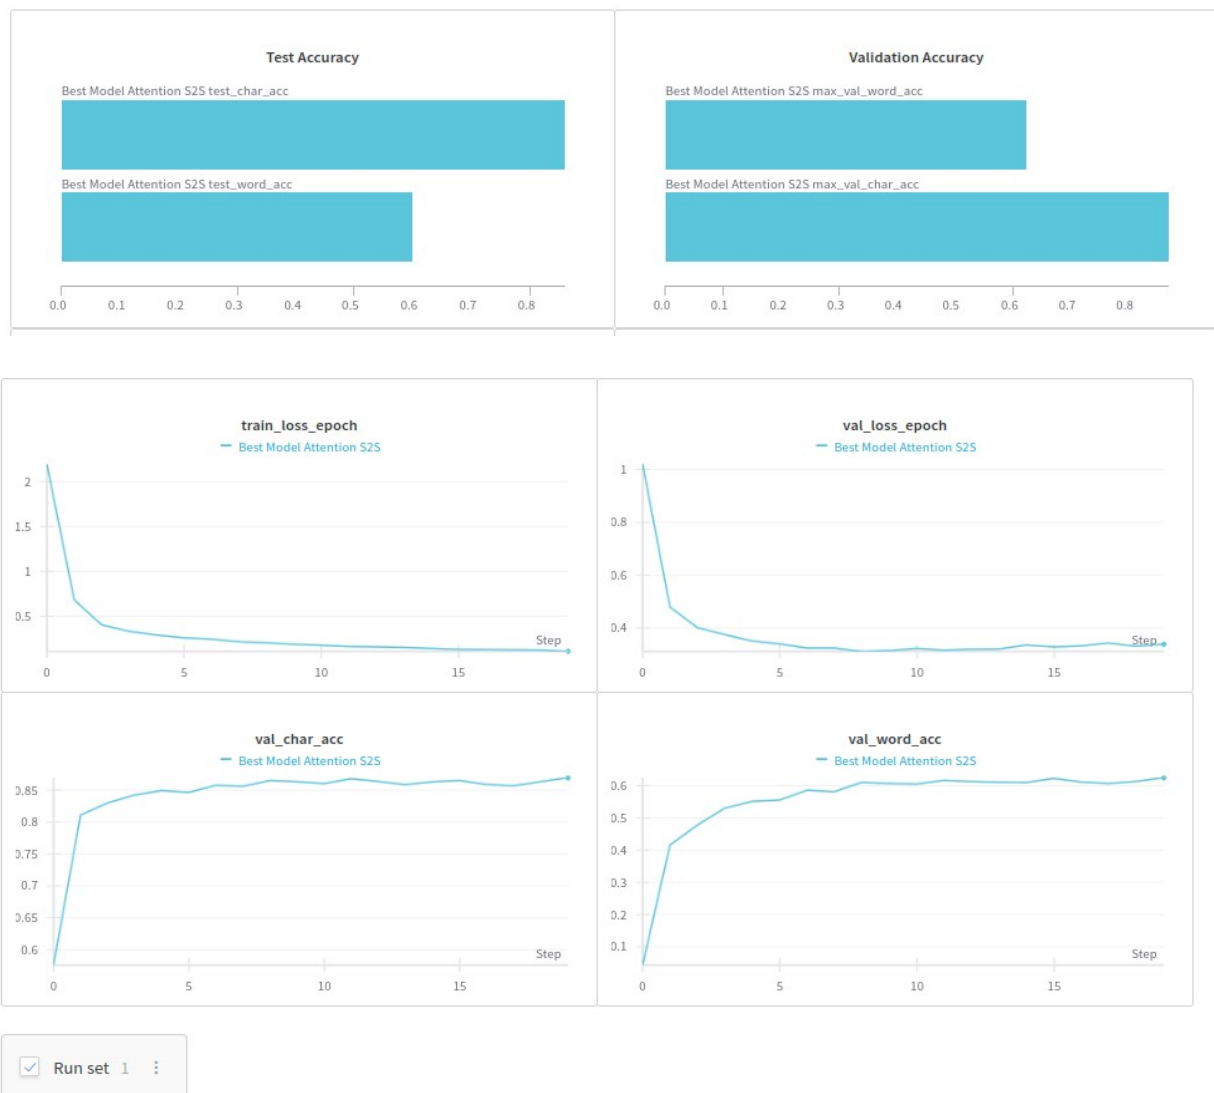 Test Accuracy
Best Model Attention S2S test_char_acc
Best Model Attention S2S test_word_acc
0.0 0.1 0.2 0.3 0.4 0.5 0.6 0.7 0.8
Validation Accuracy
Best Model Attention S2S max_val_word_acc
Best Model Attention S2S max_val_char_acc
0.0 0.1 0.2 0.3 0.4 0.5 0.6 0.7 0.8
train_loss_epoch
Best Model Attention S2S
2
1.5
1
0.5
Step
0 5 10 15
val_loss_epoch
Best Model Attention S2S
1
0.8
0.6
0.4
Step
0 5 10 15
val_char_acc
Best Model Attention S2S
0.85
0.8
0.75
0.7
0.65
0.6
Step
0 5 10 15
val_word_acc
Best Model Attention S2S
0.6
0.5
0.4
0.3
0.2
0.1
Step
0 5 10 15
Run set 1